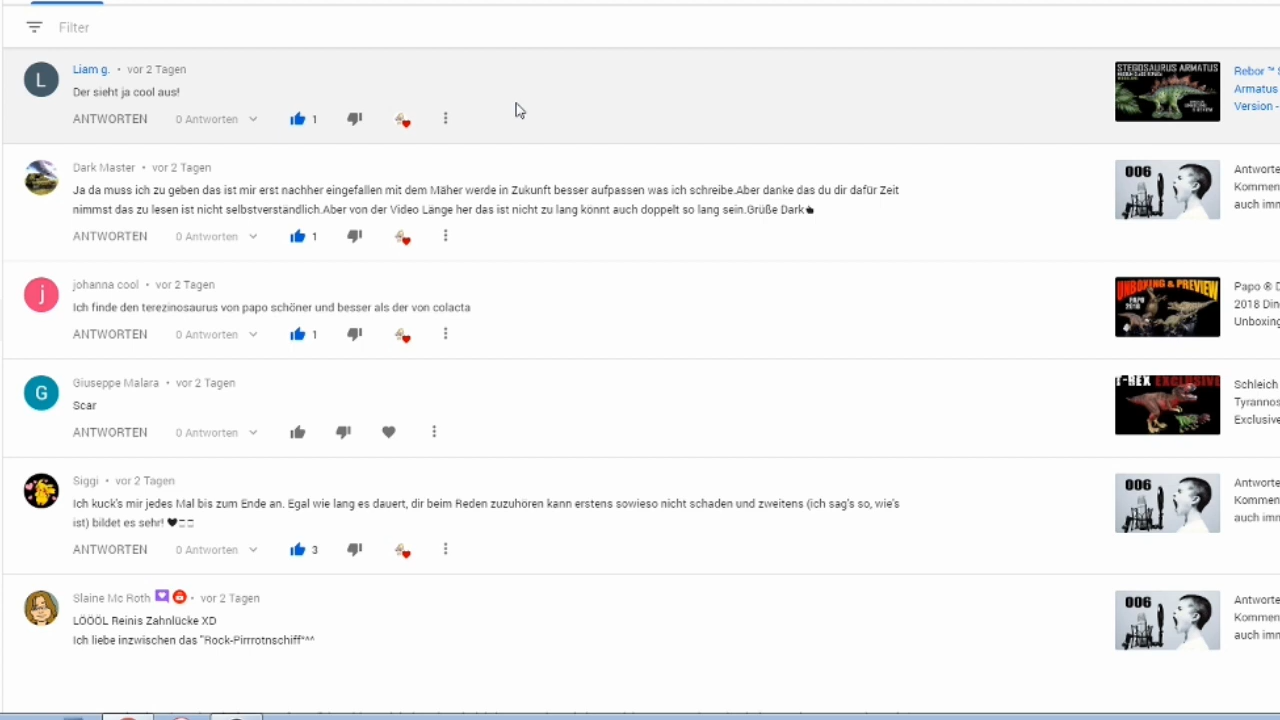 Filter
L
Liam g. • vor 2 Tagen
Der sieht ja cool aus!
ANTWORTEN 0 Antworten 1
STEGOSAURUS ARMATUS
Rebor ™ S
Armatus
Version -
Dark Master • vor 2 Tagen
Ja da muss ich zu geben das ist mir erst nachher eingefallen mit dem Mäher werde in Zukunft besser aufpassen was ich schreibe.Aber danke das du dir dafür Zeit
nimmst das zu lesen ist nicht selbstverständlich.Aber von der Video Länge her das ist nicht zu lang könnt auch doppelt so lang sein.Grüße Dark
ANTWORTEN 0 Antworten 1
006
Antworte
Kommen
auch imm
j
johanna cool • vor 2 Tagen
Ich finde den terezinosaurus von papo schöner und besser als der von colacta
ANTWORTEN 0 Antworten 1
UNBOXING & PREVIEW
PAPO
2018
Papo ® D
2018 Din
Unboxing
G
Giuseppe Malara • vor 2 Tagen
Scar
ANTWORTEN 0 Antworten
T-REX EXCLUSIVE
Schleich
Tyrannos
Exclusive
Siggi • vor 2 Tagen
Ich kuck's mir jedes Mal bis zum Ende an. Egal wie lang es dauert, dir beim Reden zuzuhören kann erstens sowieso nicht schaden und zweitens (ich sag's so, wie's
ist) bildet es sehr! ♥
ANTWORTEN 0 Antworten 3
006
Antworte
Kommen
auch imm
Slaine Mc Roth • vor 2 Tagen
LÖÖÖL Reinis Zahnlücke XD
Ich liebe inzwischen das "Rock-Pirrrotnschiff"^^
006
Antworte
Kommen
auch imm